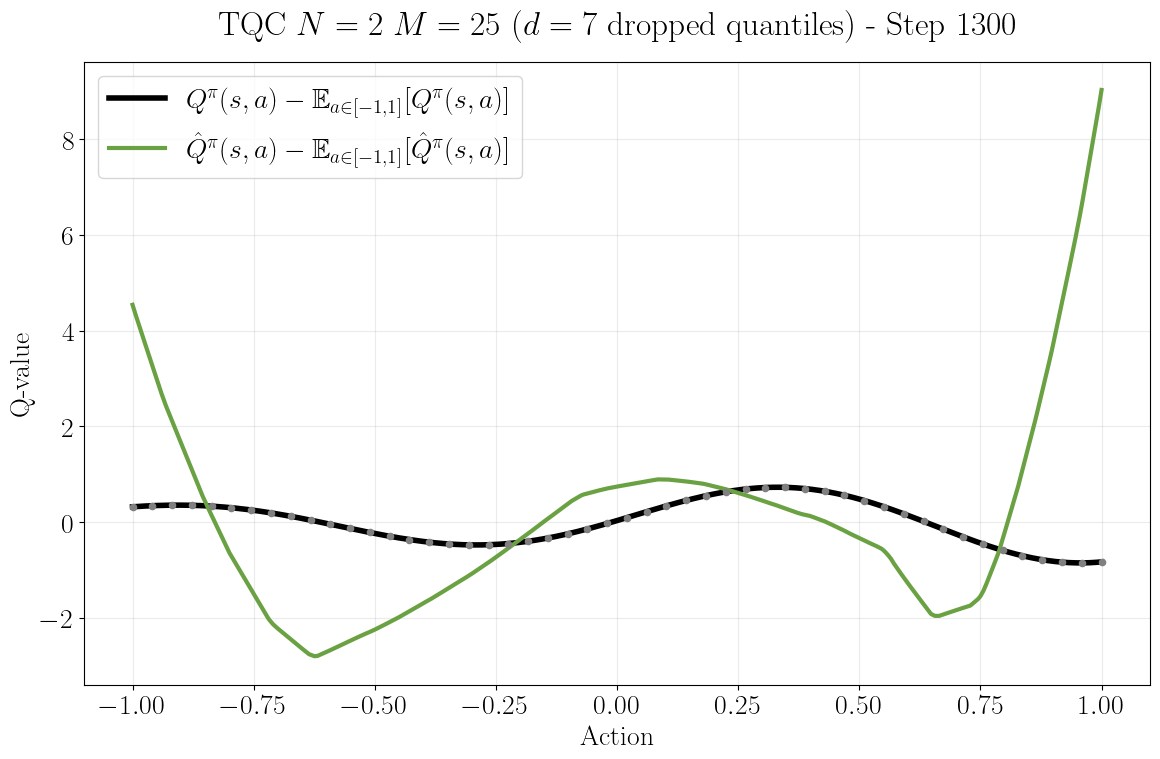 TQC N = 2 M = 25 (d = 7 dropped quantiles) - Step 1300
Q^π(s, a) − 𝔼_{a∈[−1,1]}[Q^π(s, a)]
Q̂^π(s, a) − 𝔼_{a∈[−1,1]}[Q̂^π(s, a)]
8
6
4
2
0
−2
Q-value
−1.00 −0.75 −0.50 −0.25 0.00 0.25 0.50 0.75 1.00
Action